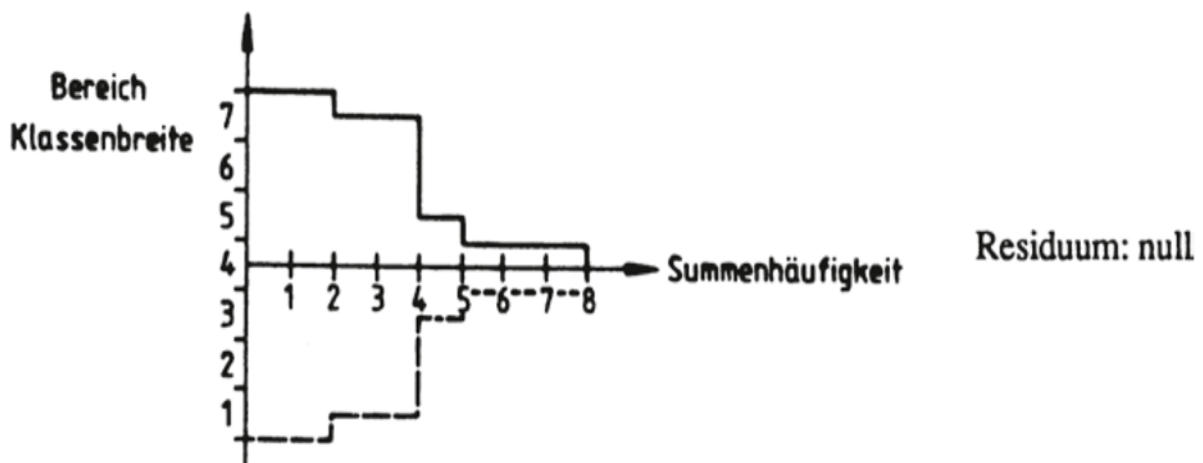 Bereich
Klassenbreite
7
6
5
4
3
2
1
1 2 3 4 5 6 7 8
Summenhäufigkeit
Residuum: null